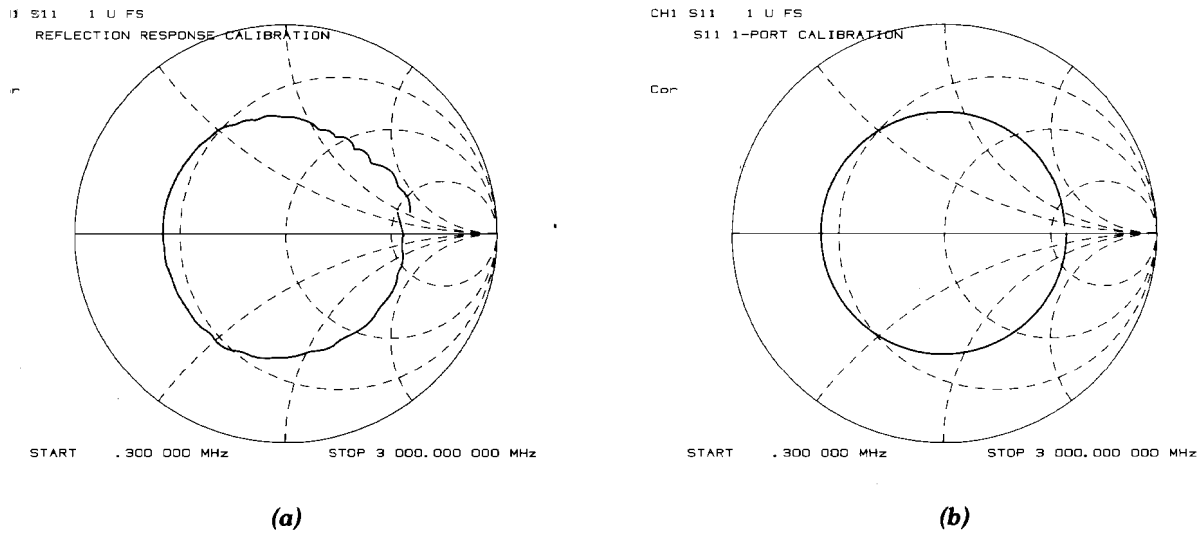 S11 1 U FS
REFLECTION RESPONSE CALIBRATION
START .300 000 MHz STOP 3 000.000 000 MHz
(a)
CH1 S11 1 U FS
S11 1-PORT CALIBRATION
Cor
START .300 000 MHz STOP 3 000.000 000 MHz
(b)